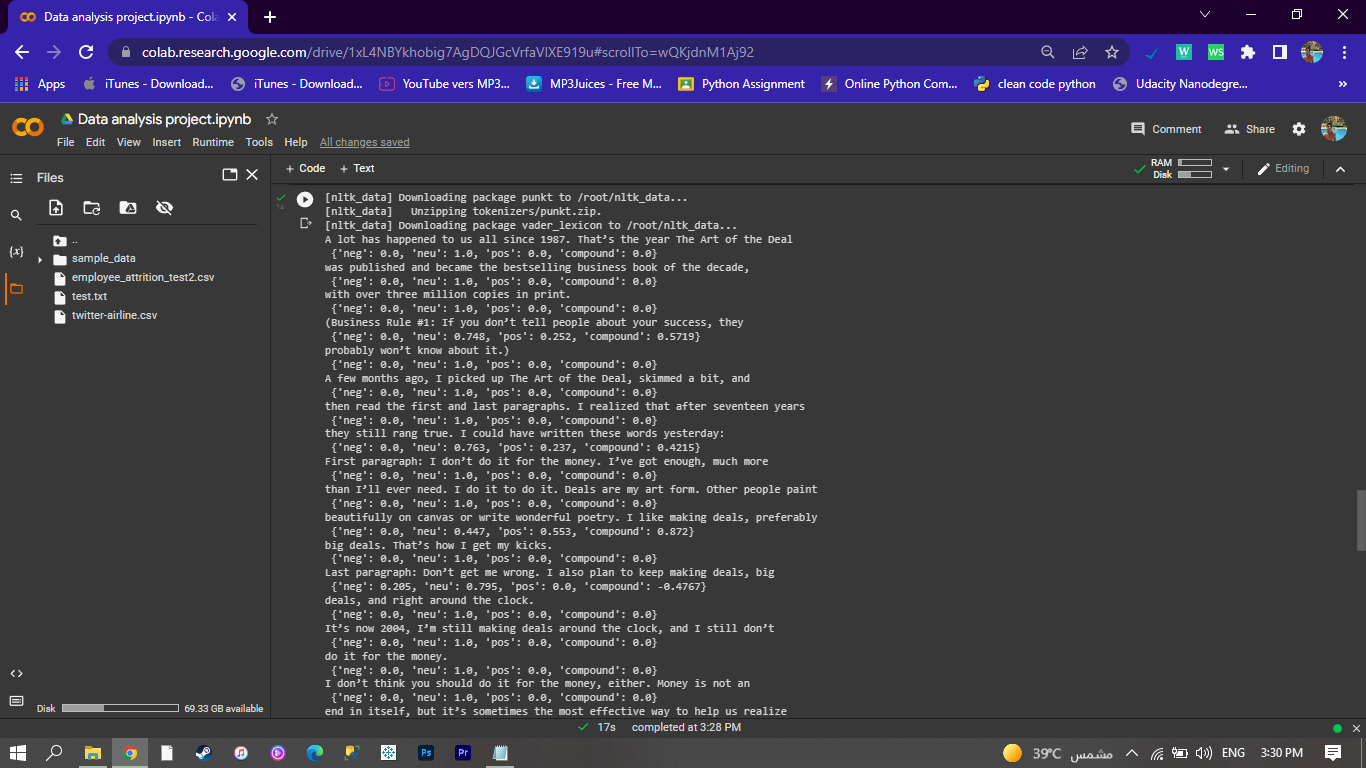 Data analysis project.ipynb - Cola
colab.research.google.com/drive/1xL4NBYkhobig7AgDQJGcVrfaVlXE919u#scrollTo=wQKjdnM1Aj92
Apps
iTunes - Download...
iTunes - Download...
YouTube vers MP3...
MP3Juices - Free M...
Python Assignment
Online Python Com...
clean code python
Udacity Nanodegre...
»
Data analysis project.ipynb
Comment
Share
File Edit View Insert Runtime Tools Help All changes saved
Files
+ Code + Text
RAM
Disk
Editing
..
sample_data
employee_attrition_test2.csv
test.txt
twitter-airline.csv
{x}
<>
Disk 69.33 GB available
1s
[nltk_data] Downloading package punkt to /root/nltk_data...
[nltk_data]   Unzipping tokenizers/punkt.zip.
[nltk_data] Downloading package vader_lexicon to /root/nltk_data...
A lot has happened to us all since 1987. That’s the year The Art of the Deal
{'neg': 0.0, 'neu': 1.0, 'pos': 0.0, 'compound': 0.0}
was published and became the bestselling business book of the decade,
{'neg': 0.0, 'neu': 1.0, 'pos': 0.0, 'compound': 0.0}
with over three million copies in print.
{'neg': 0.0, 'neu': 1.0, 'pos': 0.0, 'compound': 0.0}
(Business Rule #1: If you don’t tell people about your success, they
{'neg': 0.0, 'neu': 0.748, 'pos': 0.252, 'compound': 0.5719}
probably won’t know about it.)
{'neg': 0.0, 'neu': 1.0, 'pos': 0.0, 'compound': 0.0}
A few months ago, I picked up The Art of the Deal, skimmed a bit, and
{'neg': 0.0, 'neu': 1.0, 'pos': 0.0, 'compound': 0.0}
then read the first and last paragraphs. I realized that after seventeen years
{'neg': 0.0, 'neu': 1.0, 'pos': 0.0, 'compound': 0.0}
they still rang true. I could have written these words yesterday:
{'neg': 0.0, 'neu': 0.763, 'pos': 0.237, 'compound': 0.4215}
First paragraph: I don’t do it for the money. I’ve got enough, much more
{'neg': 0.0, 'neu': 1.0, 'pos': 0.0, 'compound': 0.0}
than I’ll ever need. I do it to do it. Deals are my art form. Other people paint
{'neg': 0.0, 'neu': 1.0, 'pos': 0.0, 'compound': 0.0}
beautifully on canvas or write wonderful poetry. I like making deals, preferably
{'neg': 0.0, 'neu': 0.447, 'pos': 0.553, 'compound': 0.872}
big deals. That’s how I get my kicks.
{'neg': 0.0, 'neu': 1.0, 'pos': 0.0, 'compound': 0.0}
Last paragraph: Don’t get me wrong. I also plan to keep making deals, big
{'neg': 0.205, 'neu': 0.795, 'pos': 0.0, 'compound': -0.4767}
deals, and right around the clock.
{'neg': 0.0, 'neu': 1.0, 'pos': 0.0, 'compound': 0.0}
It’s now 2004, I’m still making deals around the clock, and I still don’t
{'neg': 0.0, 'neu': 1.0, 'pos': 0.0, 'compound': 0.0}
do it for the money.
{'neg': 0.0, 'neu': 1.0, 'pos': 0.0, 'compound': 0.0}
I don’t think you should do it for the money, either. Money is not an
{'neg': 0.0, 'neu': 1.0, 'pos': 0.0, 'compound': 0.0}
end in itself, but it’s sometimes the most effective way to help us realize
17s completed at 3:28 PM
Ps
Pr
39°C مشمس
ENG
3:30 PM